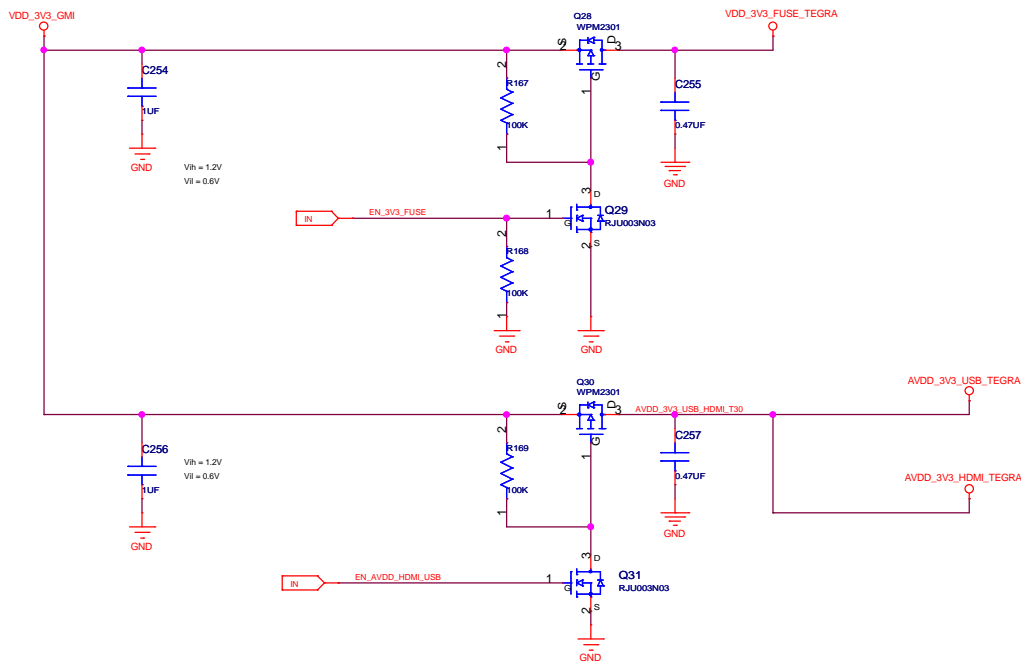 VDD_3V3_GMI
Q28
WPM2301
VDD_3V3_FUSE_TEGRA
S
2
D
3
G
1
C254
1UF
GND
2
R167
100K
1
C255
0.47UF
GND
Vih = 1.2V
Vil = 0.6V
IN
EN_3V3_FUSE
1
G
3
D
Q29
RJU003N03
2
S
2
R168
100K
1
GND
GND
Q30
WPM2301
S
2
D
3
G
1
AVDD_3V3_USB_HDMI_T30
AVDD_3V3_USB_TEGRA
C256
1UF
GND
Vih = 1.2V
Vil = 0.6V
2
R169
100K
1
C257
0.47UF
GND
AVDD_3V3_HDMI_TEGRA
IN
EN_AVDD_HDMI_USB
1
G
3
D
Q31
RJU003N03
2
S
GND